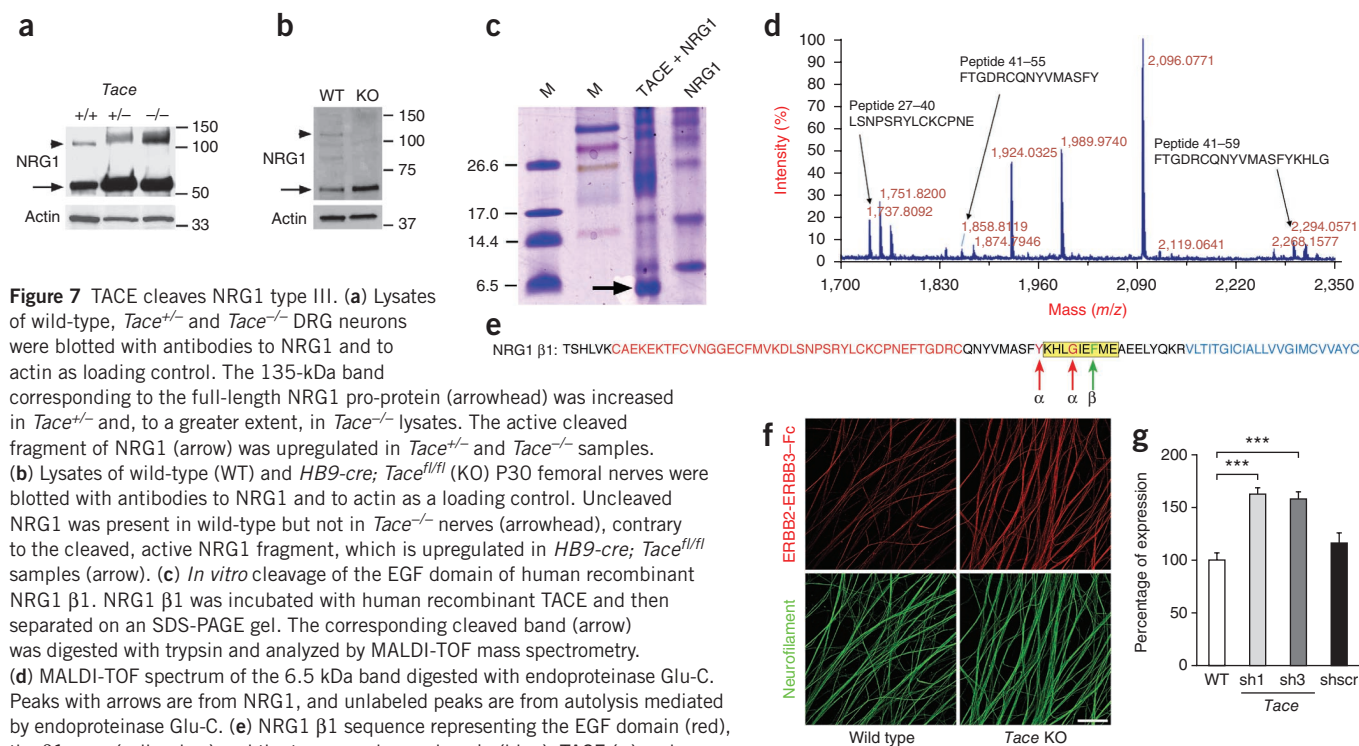 a
b
c
d
Tace
+/+ +/– –/–
150
100
NRG1
50
Actin
33
WT KO
150
100
NRG1
75
50
Actin
37
M
M
TACE + NRG1
NRG1
26.6
17.0
14.4
6.5
Intensity (%)
100
90
80
70
60
50
40
30
20
10
0
Peptide 27–40
LSNPSRYLCKCPNE
Peptide 41–55
FTGDRCQNYVMASFY
Peptide 41–59
FTGDRCQNYVMASFYKHLG
2,096.0771
1,989.9740
1,924.0325
1,751.8200
1,737.8092
1,858.8119
1,874.7946
2,119.0641
2,294.0571
2,268.1577
1,700 1,830 1,960 2,090 2,220 2,350
Mass (m/z)
Figure 7 TACE cleaves NRG1 type III. (a) Lysates
of wild-type, Tace+/– and Tace–/– DRG neurons
were blotted with antibodies to NRG1 and to
actin as loading control. The 135-kDa band
corresponding to the full-length NRG1 pro-protein (arrowhead) was increased
in Tace+/– and, to a greater extent, in Tace–/– lysates. The active cleaved
fragment of NRG1 (arrow) was upregulated in Tace+/– and Tace–/– samples.
(b) Lysates of wild-type (WT) and HB9-cre; Tacefl/fl (KO) P30 femoral nerves were
blotted with antibodies to NRG1 and to actin as a loading control. Uncleaved
NRG1 was present in wild-type but not in Tace–/– nerves (arrowhead), contrary
to the cleaved, active NRG1 fragment, which is upregulated in HB9-cre; Tacefl/fl
samples (arrow). (c) In vitro cleavage of the EGF domain of human recombinant
NRG1 β1. NRG1 β1 was incubated with human recombinant TACE and then
separated on an SDS-PAGE gel. The corresponding cleaved band (arrow)
was digested with trypsin and analyzed by MALDI-TOF mass spectrometry.
(d) MALDI-TOF spectrum of the 6.5 kDa band digested with endoproteinase Glu-C.
Peaks with arrows are from NRG1, and unlabeled peaks are from autolysis mediated
by endoproteinase Glu-C. (e) NRG1 β1 sequence representing the EGF domain (red),
e
NRG1 β1: TSHLVKCAEKEKTFCVNGGECFMVKDLSNPSRYLCKCPNEFTGDRCQNYVMASFYKHLGIEFMEAEELYQKRVLTITGICIALLVVGIMCVVAYC
α α β
f
ERBB2-ERBB3–Fc
Neurofilament
Wild type Tace KO
g
Percentage of expression
200
150
100
50
0
***
***
WT sh1 sh3 shscr
Tace